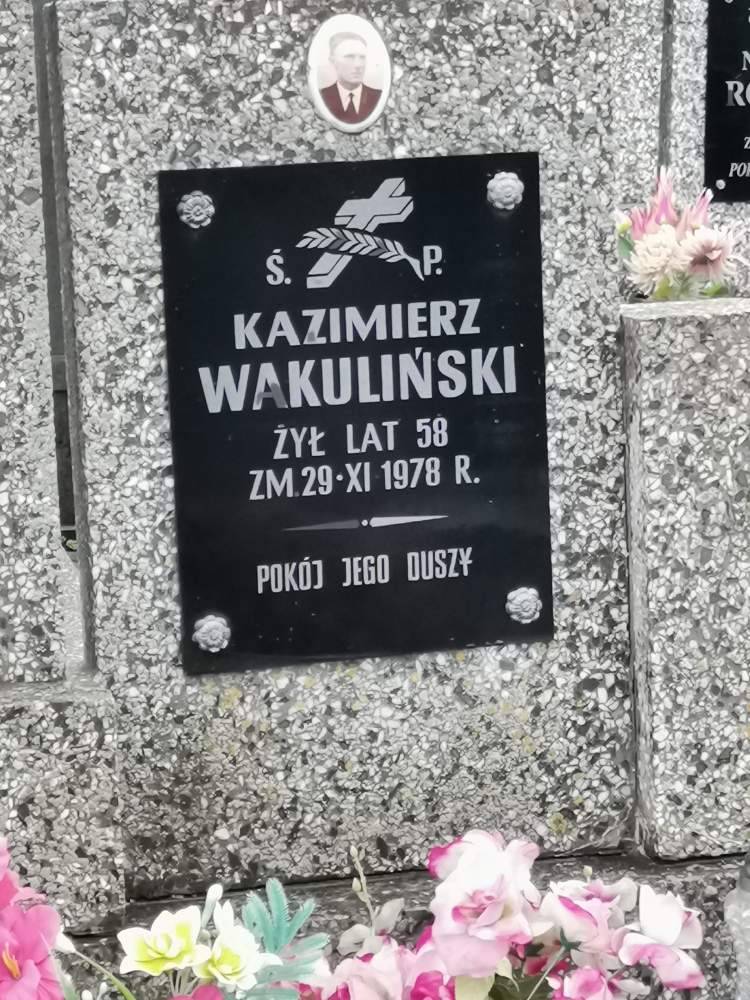 Ś. P.
KAZIMIERZ
WAKULIŃSKI
ŻYŁ LAT 58
ZM. 29·XI 1978 R.
POKÓJ JEGO DUSZY